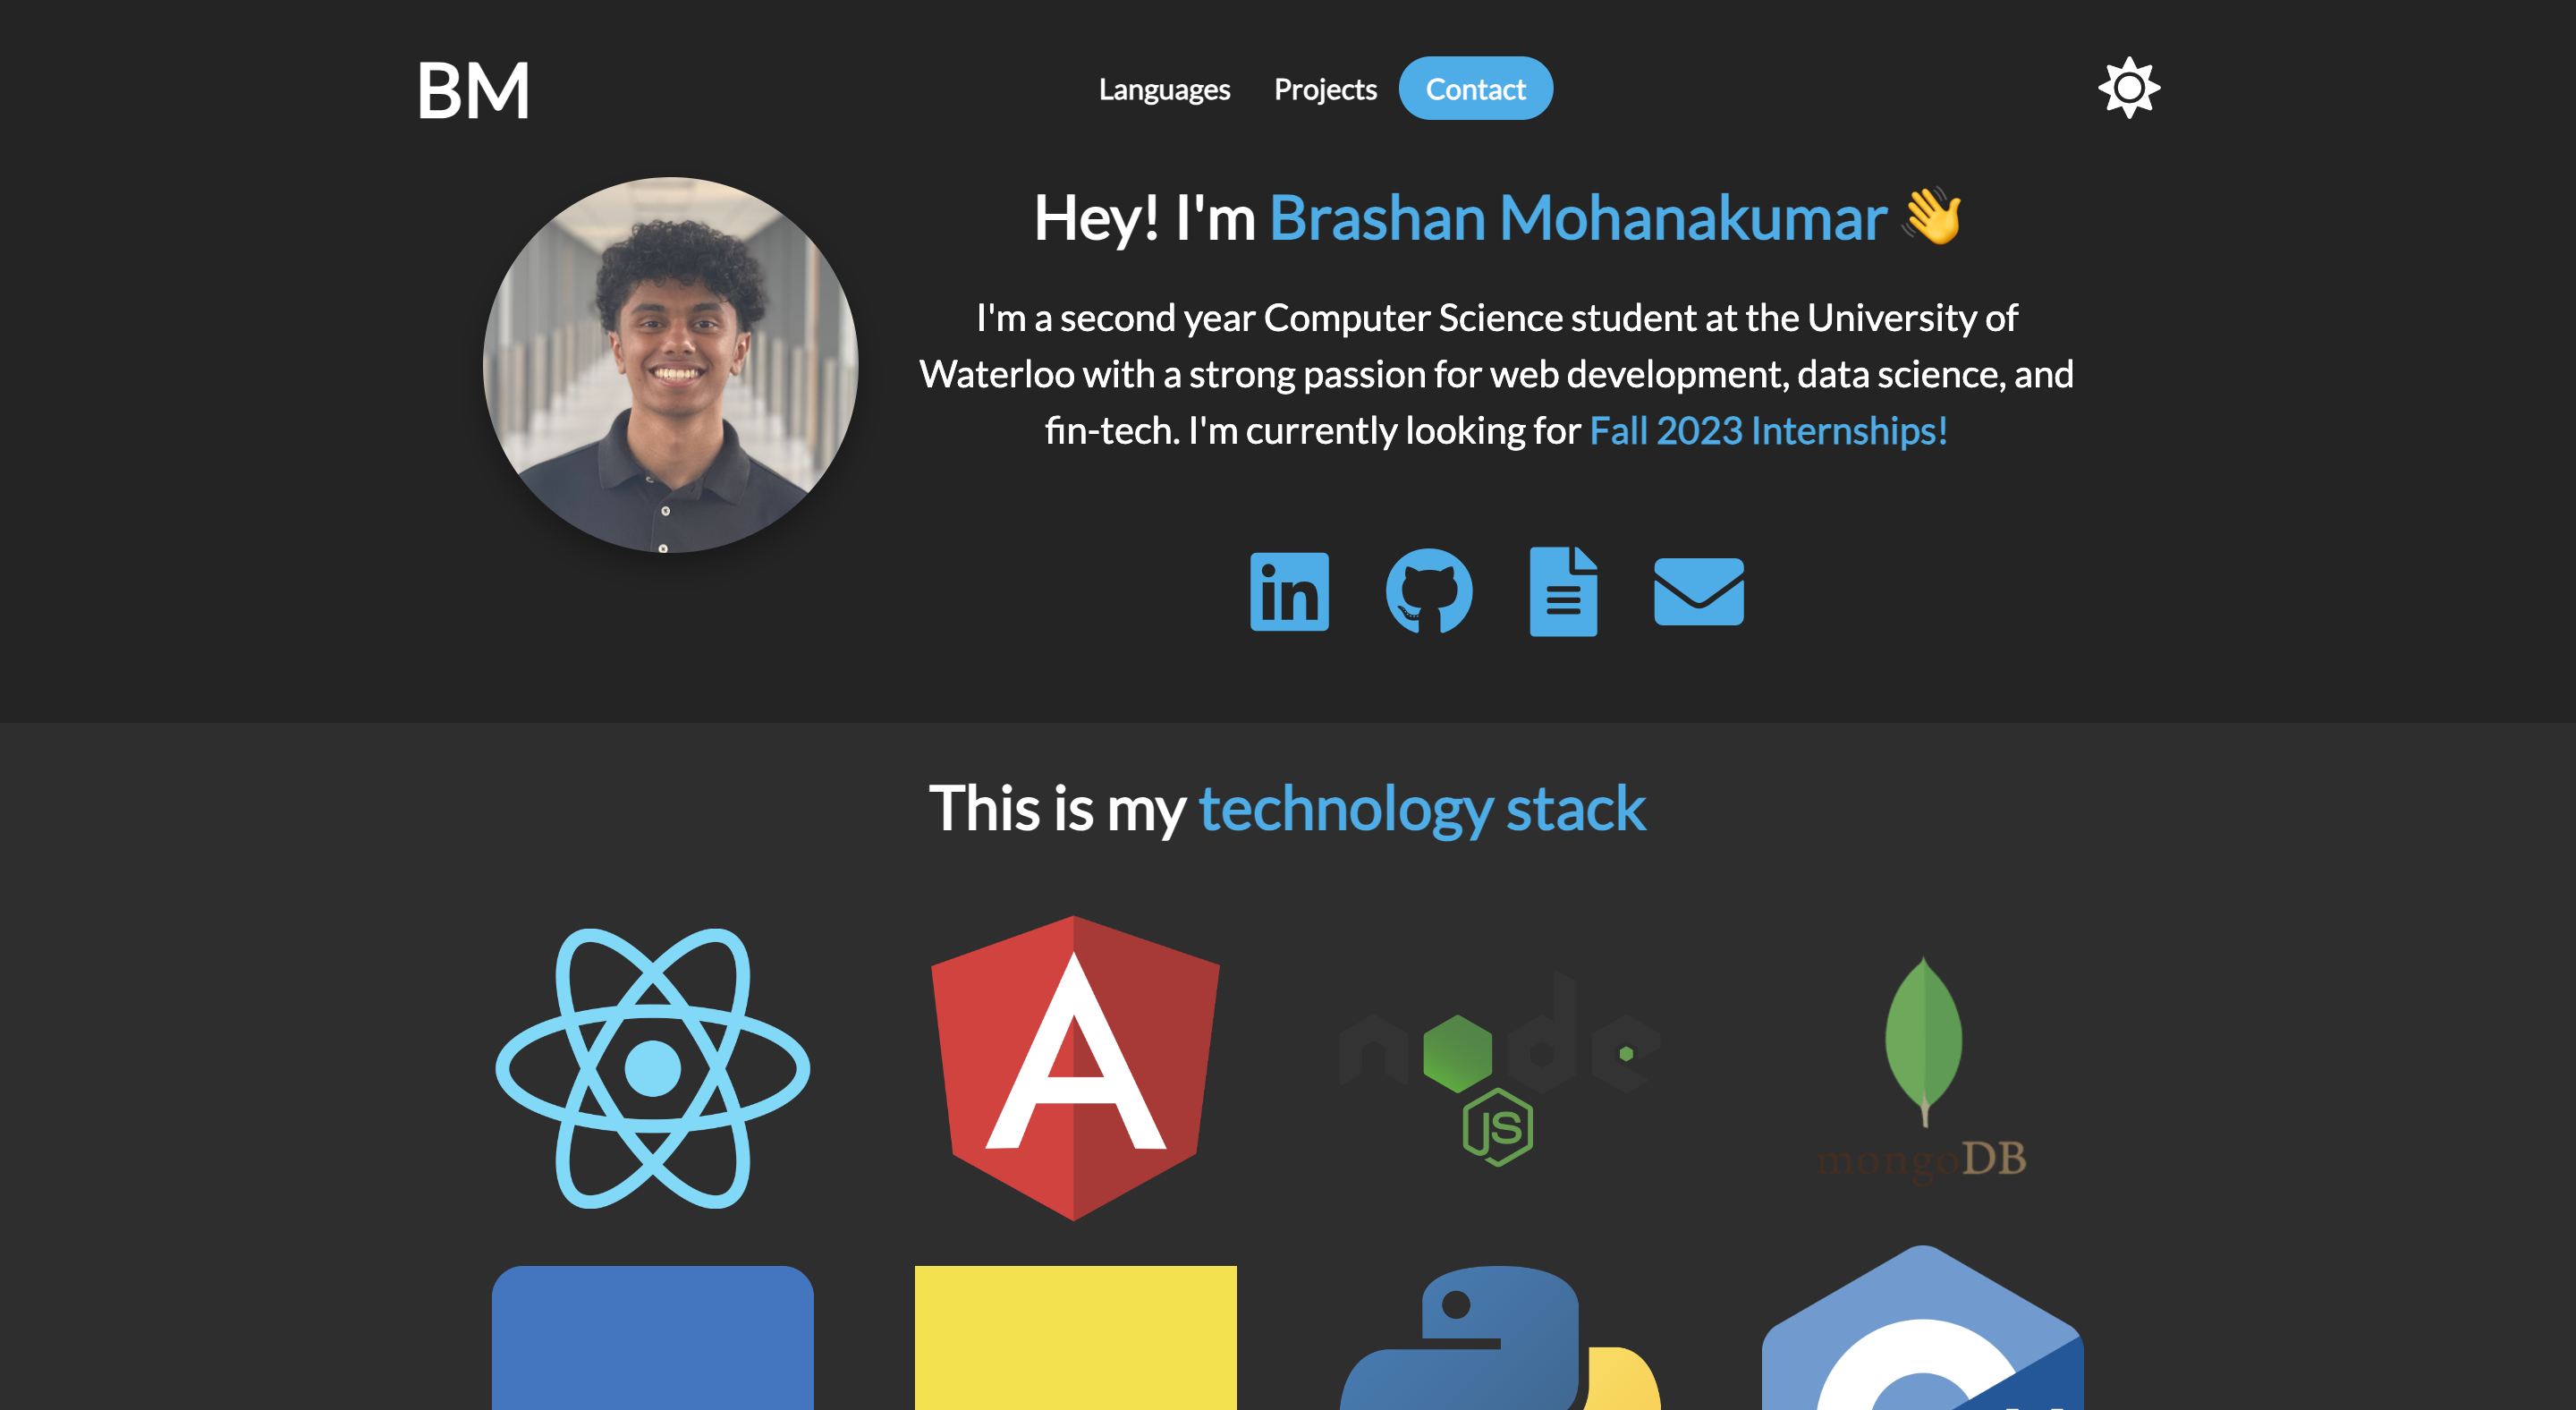 BM
Languages Projects Contact
Hey! I'm Brashan Mohanakumar 👋
I'm a second year Computer Science student at the University of
Waterloo with a strong passion for web development, data science, and
fin-tech. I'm currently looking for Fall 2023 Internships!
in
This is my technology stack
A
node
JS
mongoDB